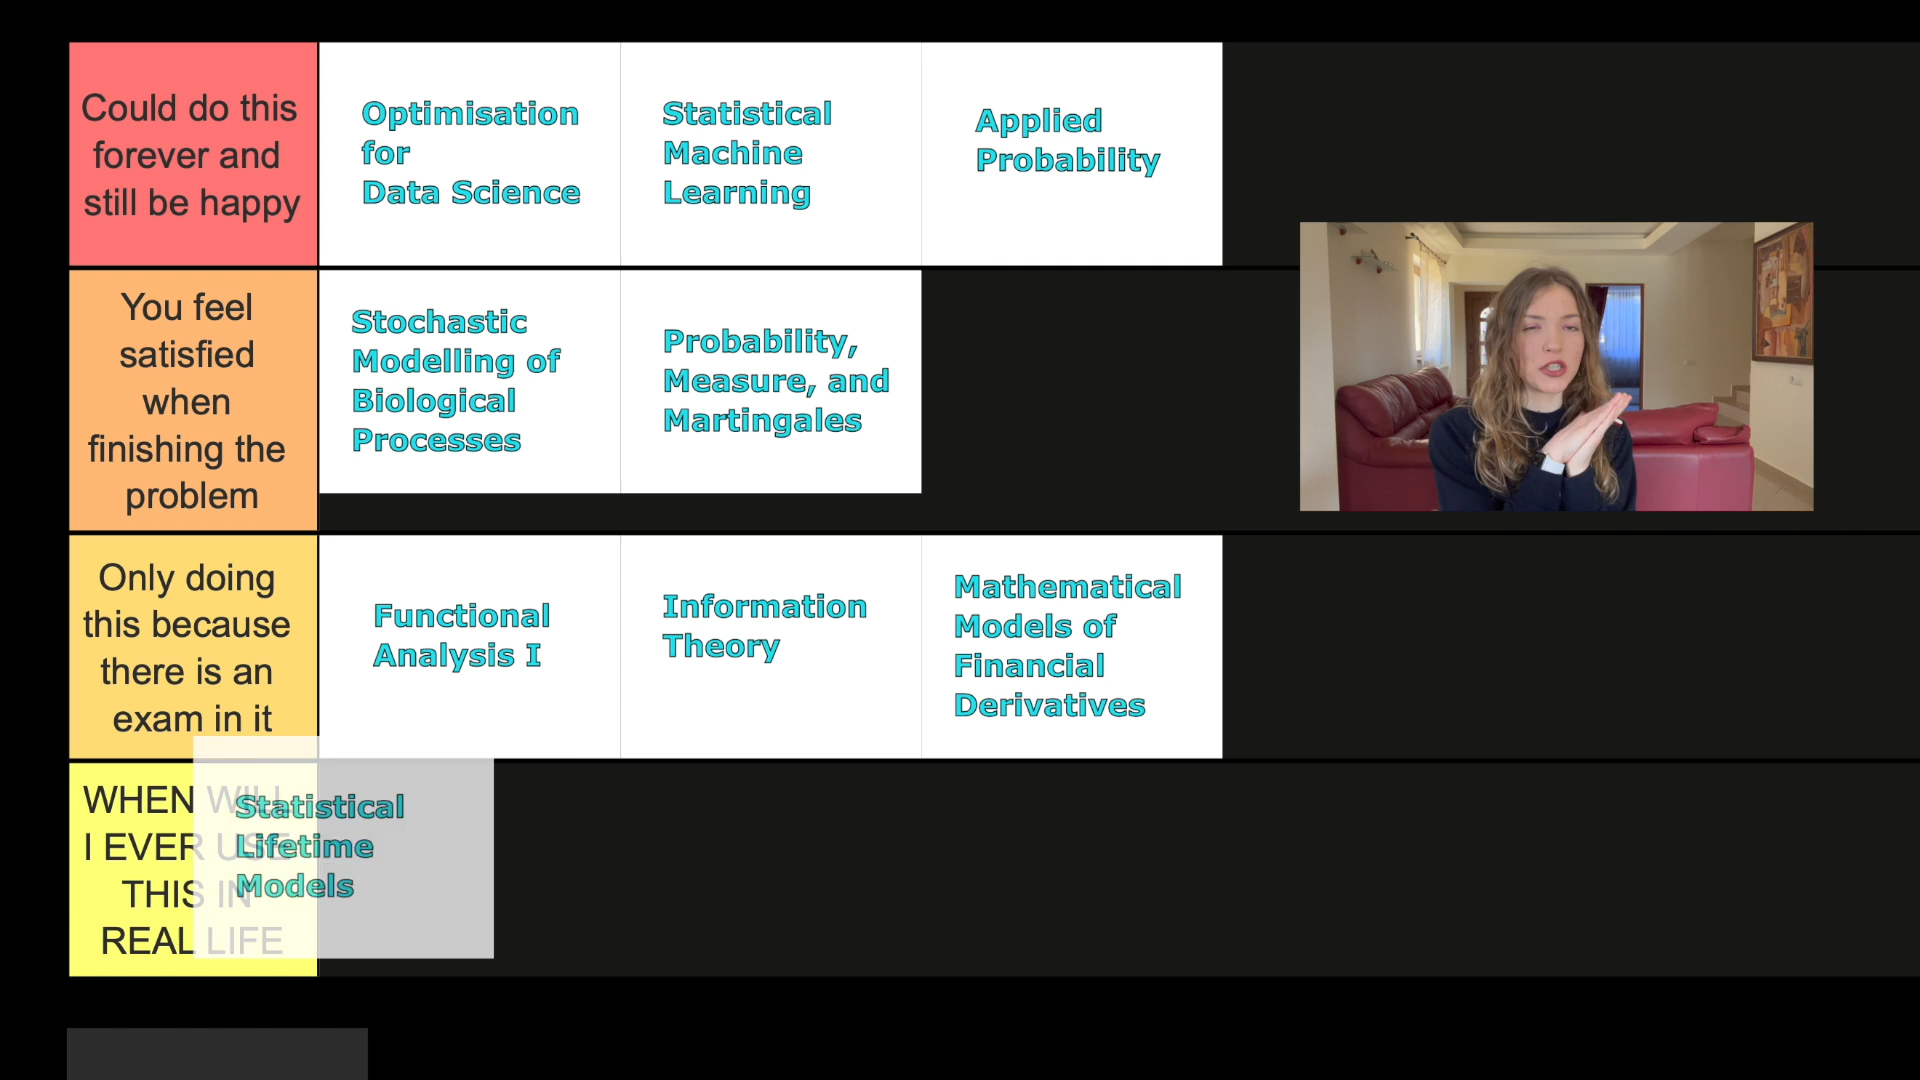 Could do this
forever and
still be happy
Optimisation
for
Data Science
Statistical
Machine
Learning
Applied
Probability
You feel
satisfied
when
finishing the
problem
Stochastic
Modelling of
Biological
Processes
Probability,
Measure, and
Martingales
Only doing
this because
there is an
exam in it
Functional
Analysis I
Information
Theory
Mathematical
Models of
Financial
Derivatives
WHEN WILL
I EVER USE
THIS IN
REAL LIFE
Statistical
Lifetime
Models